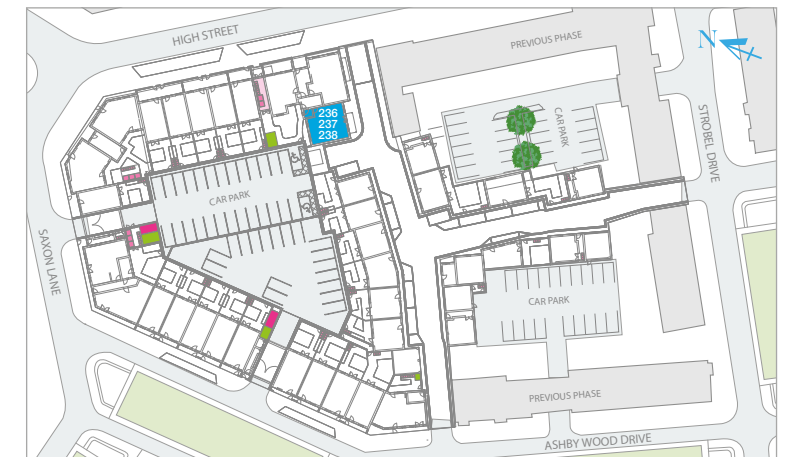 HIGH STREET
PREVIOUS PHASE
N
236
237
238
CAR PARK
STROBEL DRIVE
CAR PARK
SAXON LANE
CAR PARK
PREVIOUS PHASE
ASHBY WOOD DRIVE